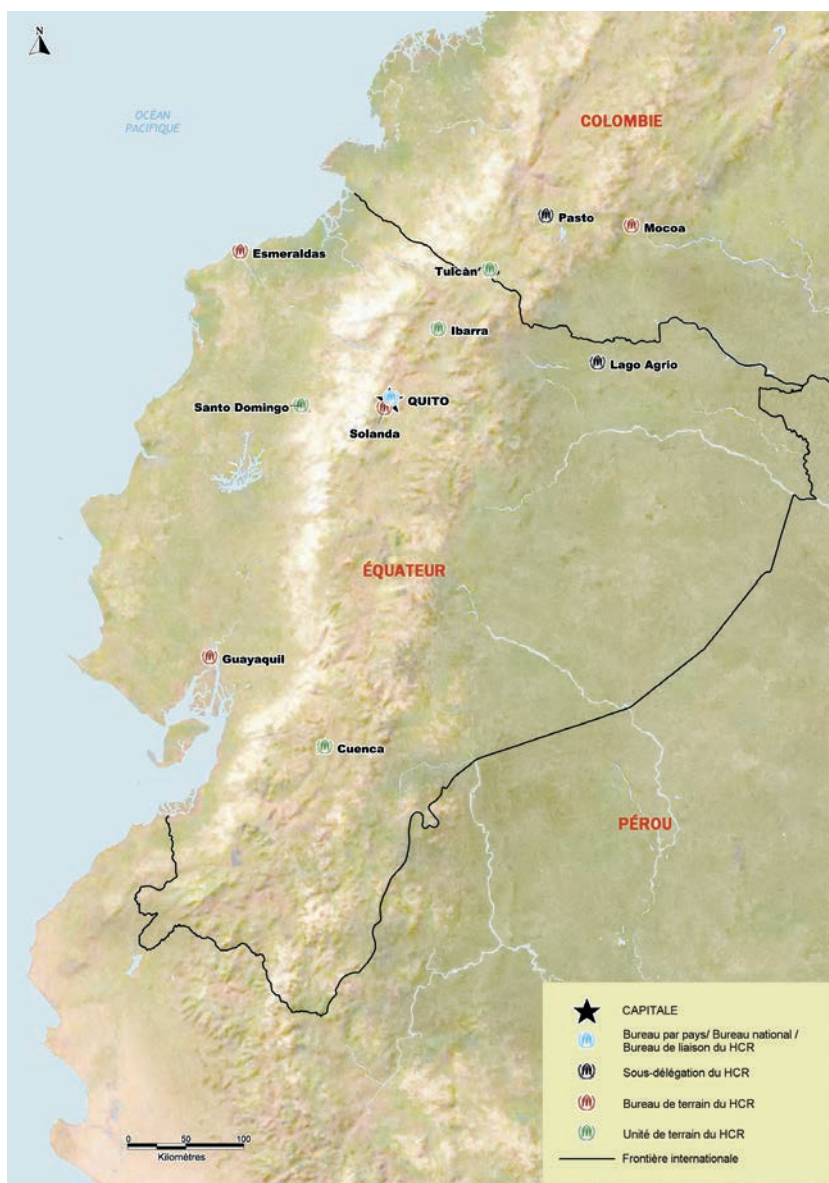 N
OCÉAN
PACIFIQUE
COLOMBIE
Pasto
Mocoa
Esmeraldas
Tulcàn
Ibarra
Lago Agrio
Santo Domingo
QUITO
Solanda
ÉQUATEUR
Guayaquil
Cuenca
PÉROU
CAPITALE
Bureau par pays/ Bureau national /
Bureau de liaison du HCR
Sous-délégation du HCR
Bureau de terrain du HCR
Unité de terrain du HCR
Frontière internationale
0 50 100
Kilomètres